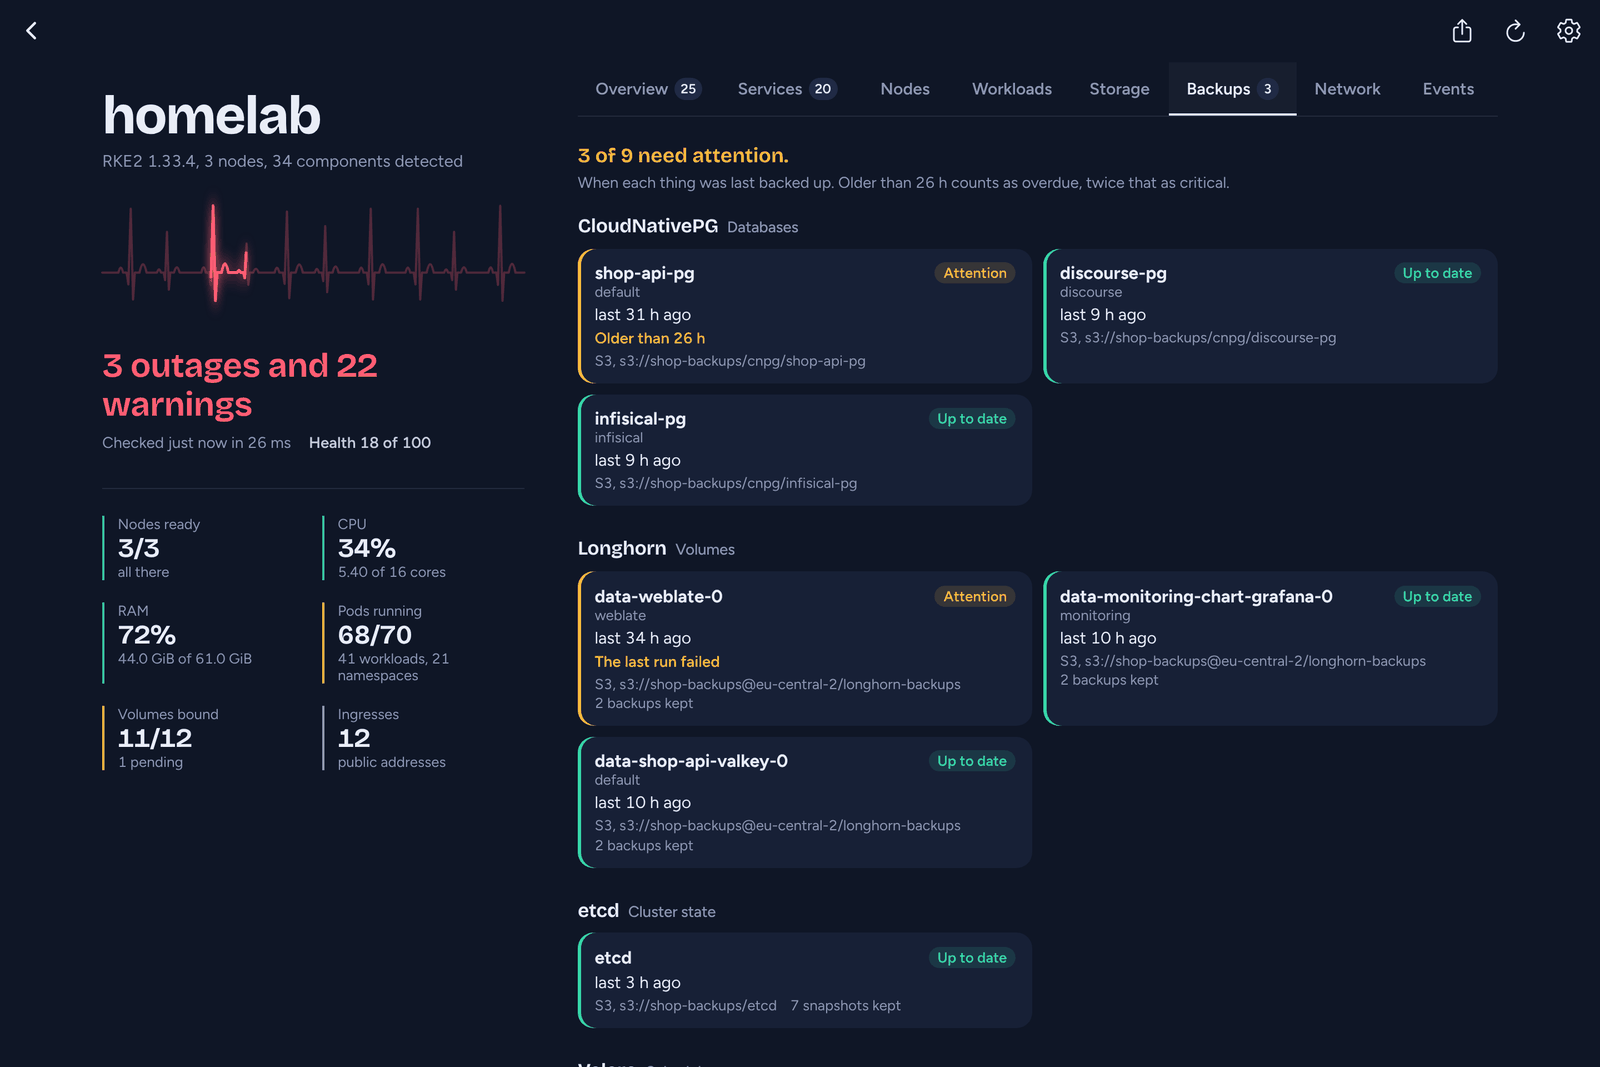 homelab
RKE2 1.33.4, 3 nodes, 34 components detected
3 outages and 22
warnings
Checked just now in 26 ms Health 18 of 100
Nodes ready
3/3
all there
CPU
34%
5.40 of 16 cores
RAM
72%
44.0 GiB of 61.0 GiB
Pods running
68/70
41 workloads, 21
namespaces
Volumes bound
11/12
1 pending
Ingresses
12
public addresses
Overview 25 Services 20 Nodes Workloads Storage Backups 3 Network Events
3 of 9 need attention.
When each thing was last backed up. Older than 26 h counts as overdue, twice that as critical.
CloudNativePG Databases
shop-api-pg Attention
default
last 31 h ago
Older than 26 h
S3, s3://shop-backups/cnpg/shop-api-pg
discourse-pg Up to date
discourse
last 9 h ago
S3, s3://shop-backups/cnpg/discourse-pg
infisical-pg Up to date
infisical
last 9 h ago
S3, s3://shop-backups/cnpg/infisical-pg
Longhorn Volumes
data-weblate-0 Attention
weblate
last 34 h ago
The last run failed
S3, s3://shop-backups@eu-central-2/longhorn-backups
2 backups kept
data-monitoring-chart-grafana-0 Up to date
monitoring
last 10 h ago
S3, s3://shop-backups@eu-central-2/longhorn-backups
2 backups kept
data-shop-api-valkey-0 Up to date
default
last 10 h ago
S3, s3://shop-backups@eu-central-2/longhorn-backups
2 backups kept
etcd Cluster state
etcd Up to date
last 3 h ago
S3, s3://shop-backups/etcd 7 snapshots kept